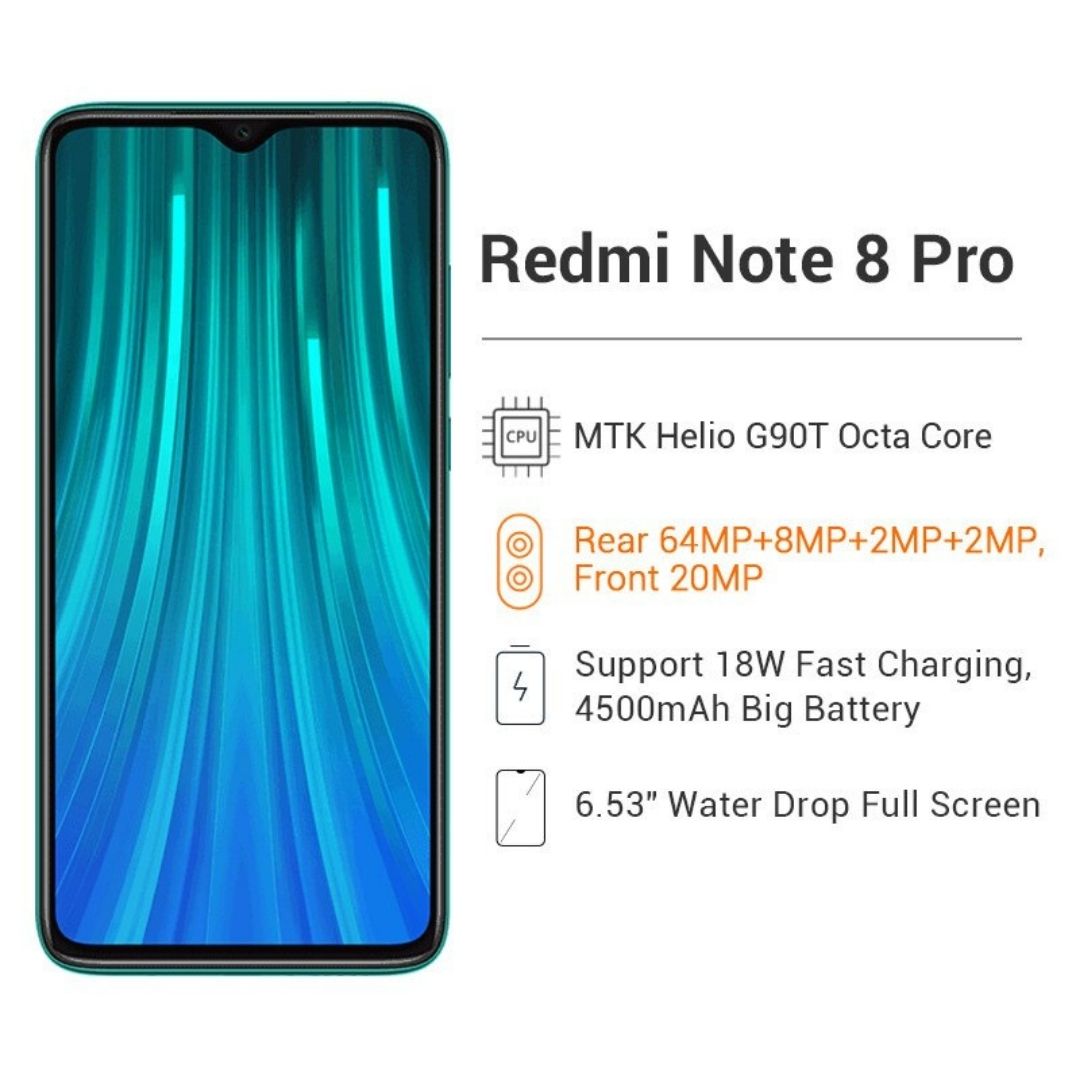 Redmi Note 8 Pro
CPU
MTK Helio G90T Octa Core
Rear 64MP+8MP+2MP+2MP,
Front 20MP
Support 18W Fast Charging,
4500mAh Big Battery
6.53" Water Drop Full Screen